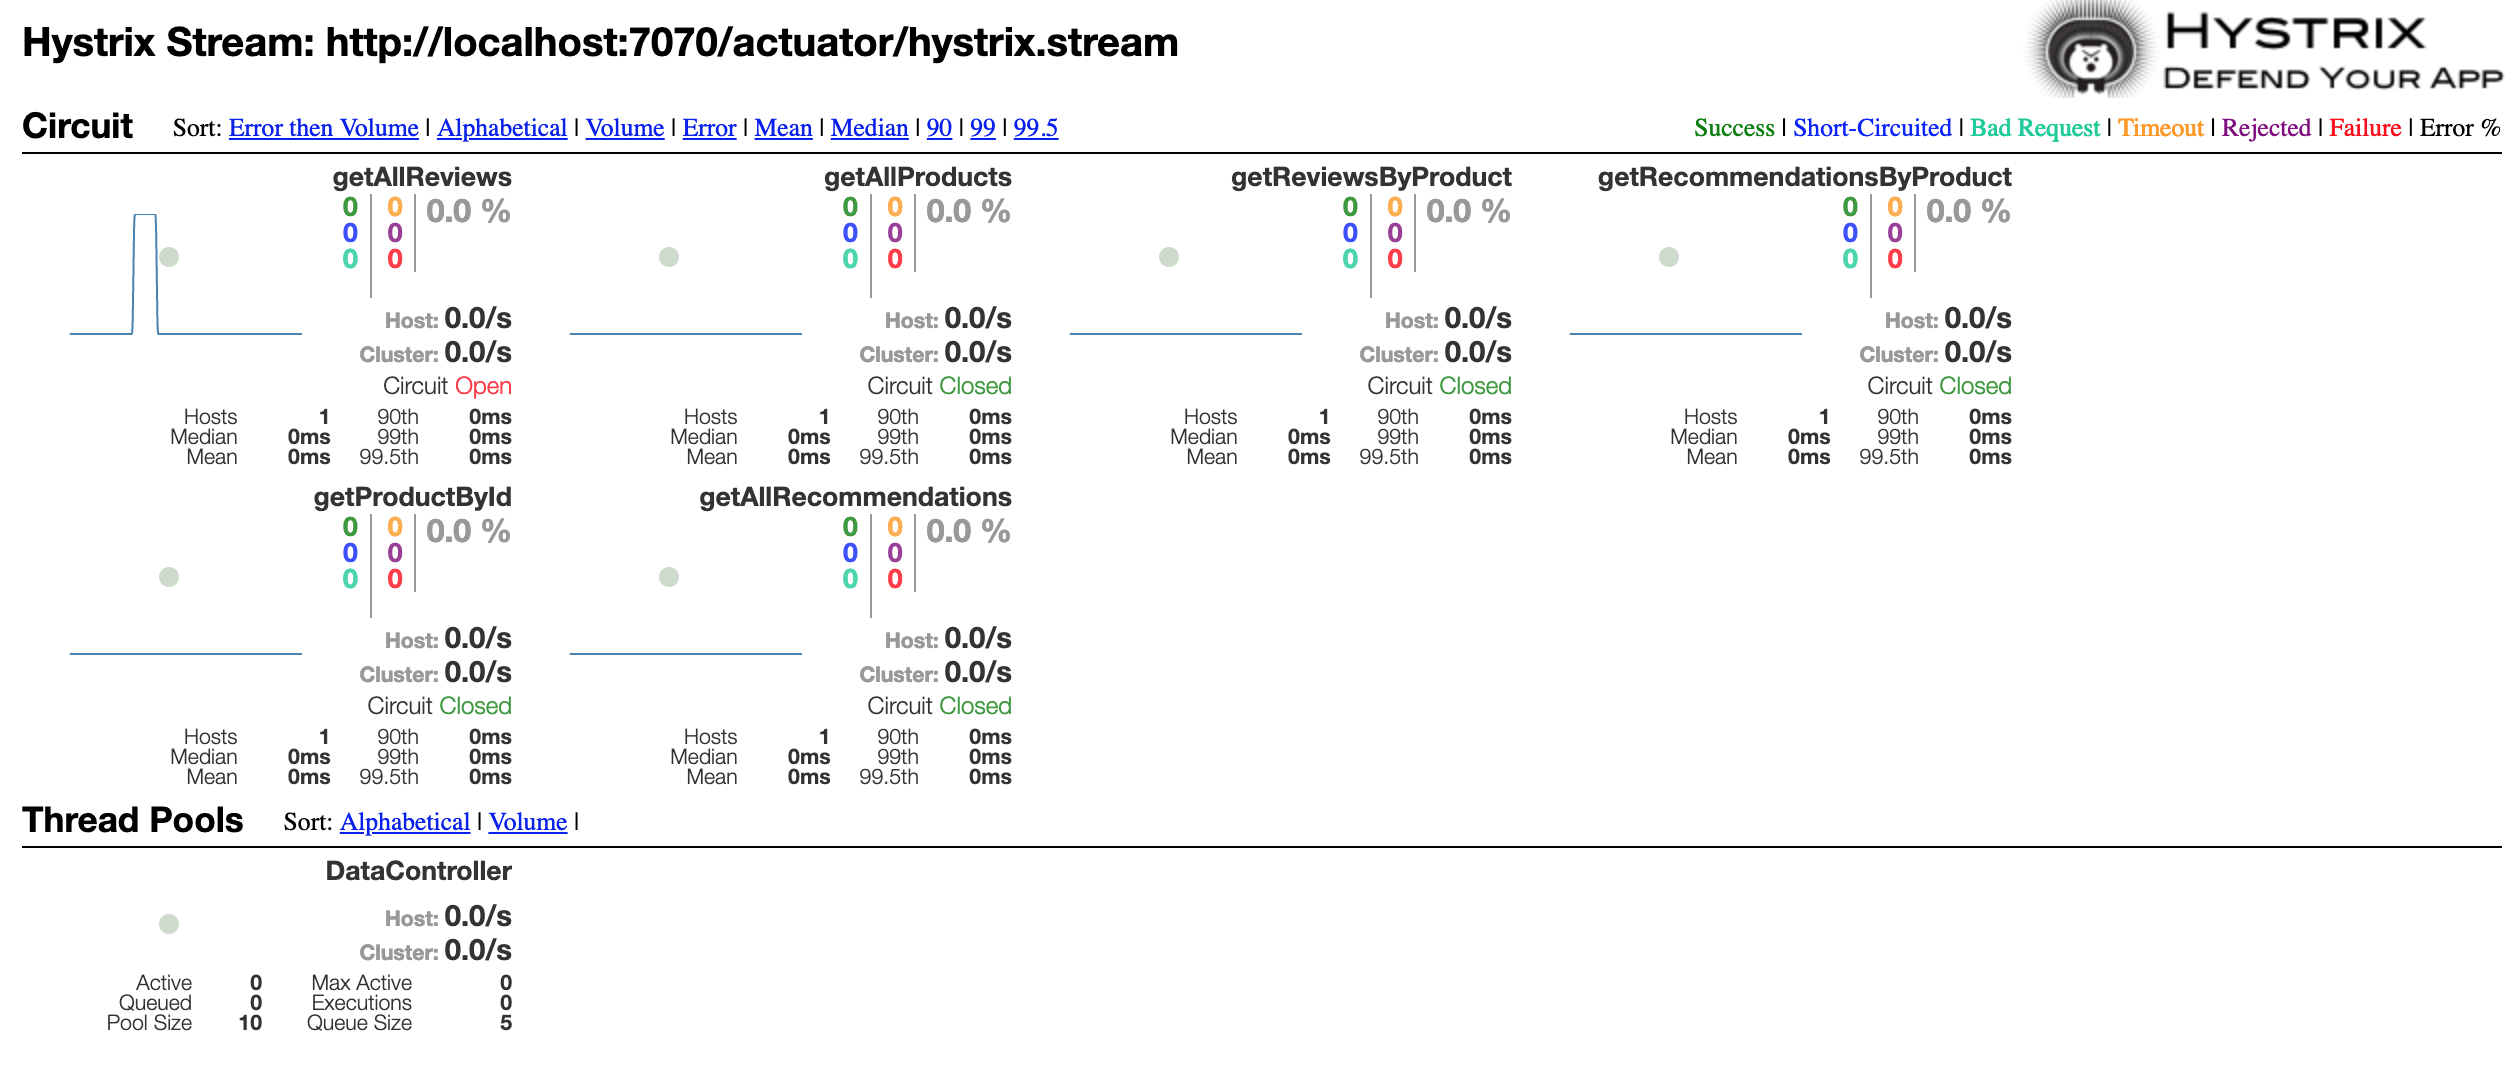 Hystrix Stream: http://localhost:7070/actuator/hystrix.stream
HYSTRIX
DEFEND YOUR APP
Circuit Sort: Error then Volume | Alphabetical | Volume | Error | Mean | Median | 90 | 99 | 99.5
Success | Short-Circuited | Bad Request | Timeout | Rejected | Failure | Error %
getAllReviews
0 0 0.0 %
0 0
0 0
Host: 0.0/s
Cluster: 0.0/s
Circuit Open
Hosts 1 90th 0ms
Median 0ms 99th 0ms
Mean 0ms 99.5th 0ms
getAllProducts
0 0 0.0 %
0 0
0 0
Host: 0.0/s
Cluster: 0.0/s
Circuit Closed
Hosts 1 90th 0ms
Median 0ms 99th 0ms
Mean 0ms 99.5th 0ms
getReviewsByProduct
0 0 0.0 %
0 0
0 0
Host: 0.0/s
Cluster: 0.0/s
Circuit Closed
Hosts 1 90th 0ms
Median 0ms 99th 0ms
Mean 0ms 99.5th 0ms
getRecommendationsByProduct
0 0 0.0 %
0 0
0 0
Host: 0.0/s
Cluster: 0.0/s
Circuit Closed
Hosts 1 90th 0ms
Median 0ms 99th 0ms
Mean 0ms 99.5th 0ms
getProductById
0 0 0.0 %
0 0
0 0
Host: 0.0/s
Cluster: 0.0/s
Circuit Closed
Hosts 1 90th 0ms
Median 0ms 99th 0ms
Mean 0ms 99.5th 0ms
getAllRecommendations
0 0 0.0 %
0 0
0 0
Host: 0.0/s
Cluster: 0.0/s
Circuit Closed
Hosts 1 90th 0ms
Median 0ms 99th 0ms
Mean 0ms 99.5th 0ms
Thread Pools Sort: Alphabetical | Volume |
DataController
Host: 0.0/s
Cluster: 0.0/s
Active 0 Max Active 0
Queued 0 Executions 0
Pool Size 10 Queue Size 5